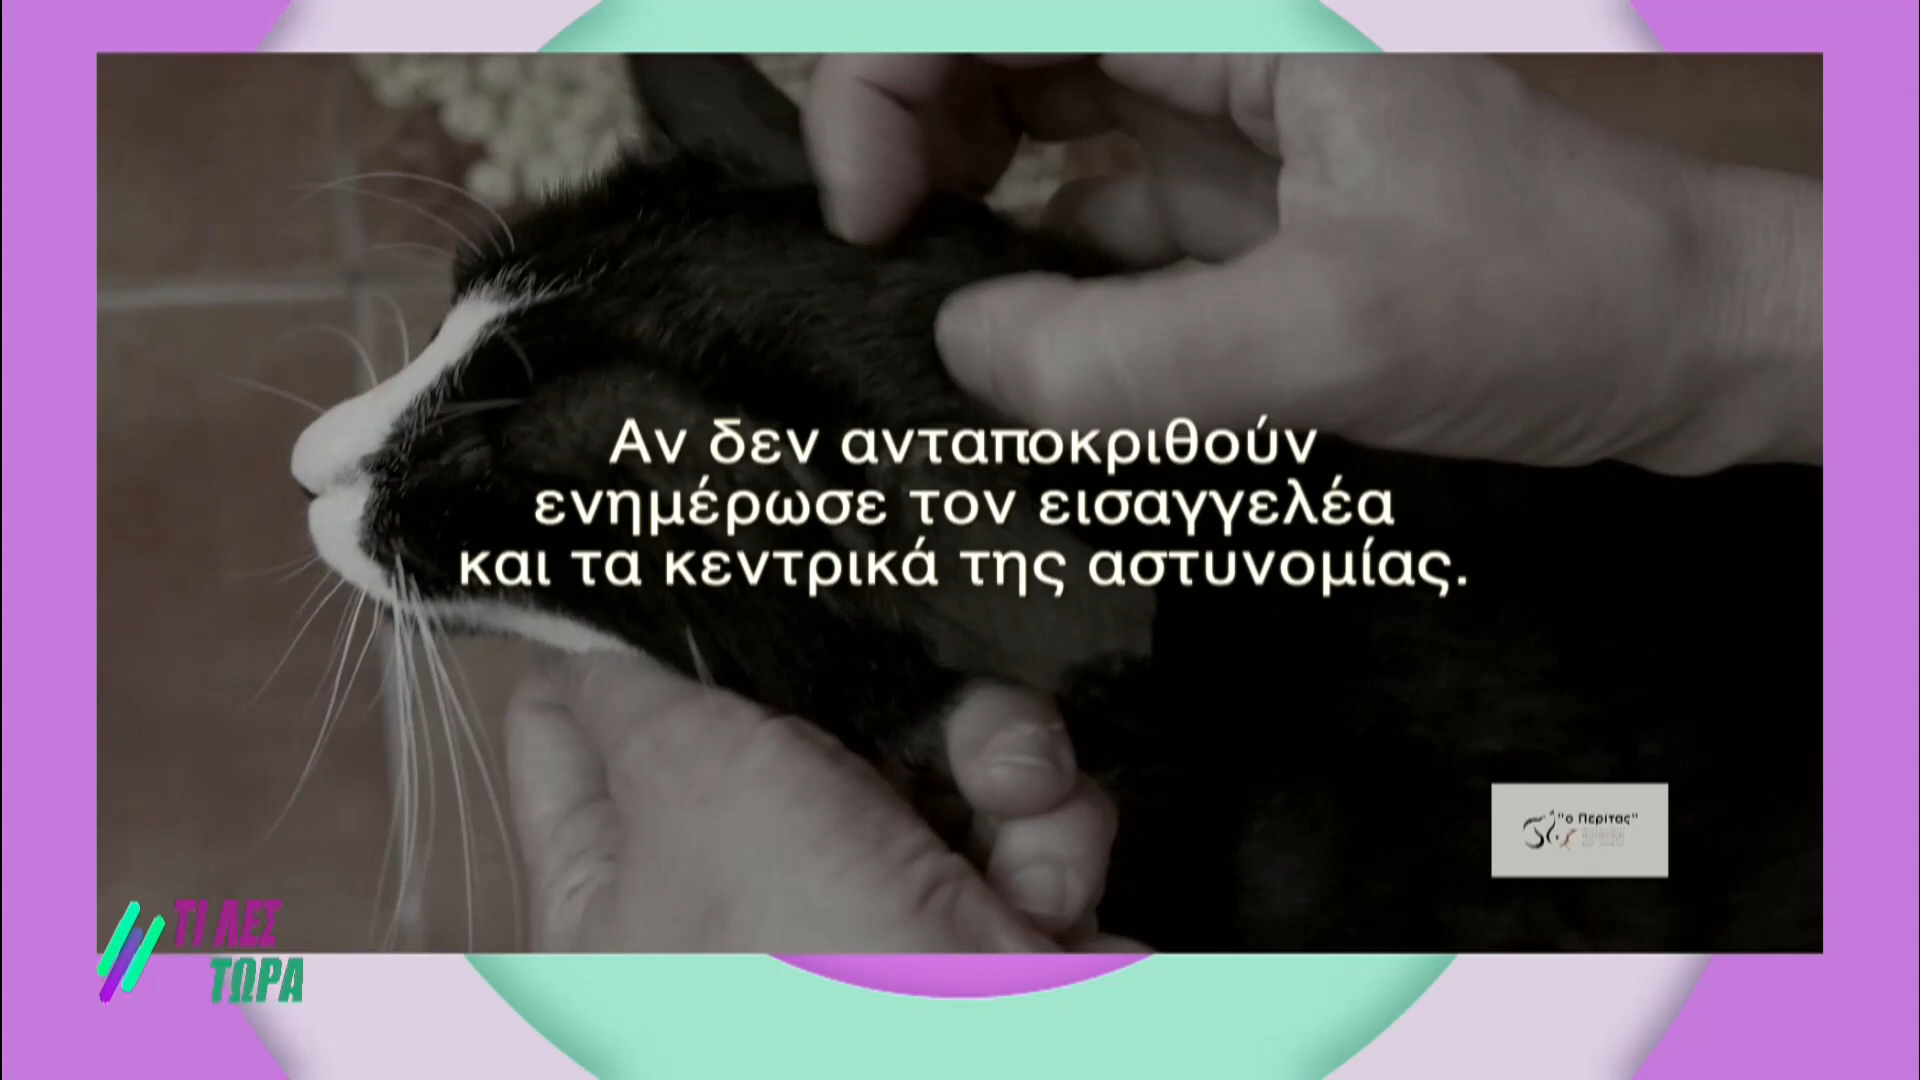 Αν δεν ανταποκριθούν
ενημέρωσε τον εισαγγελέα
και τα κεντρικά της αστυνομίας.
"ο Περίτας"
ΤΙ ΛΕΣ
ΤΩΡΑ